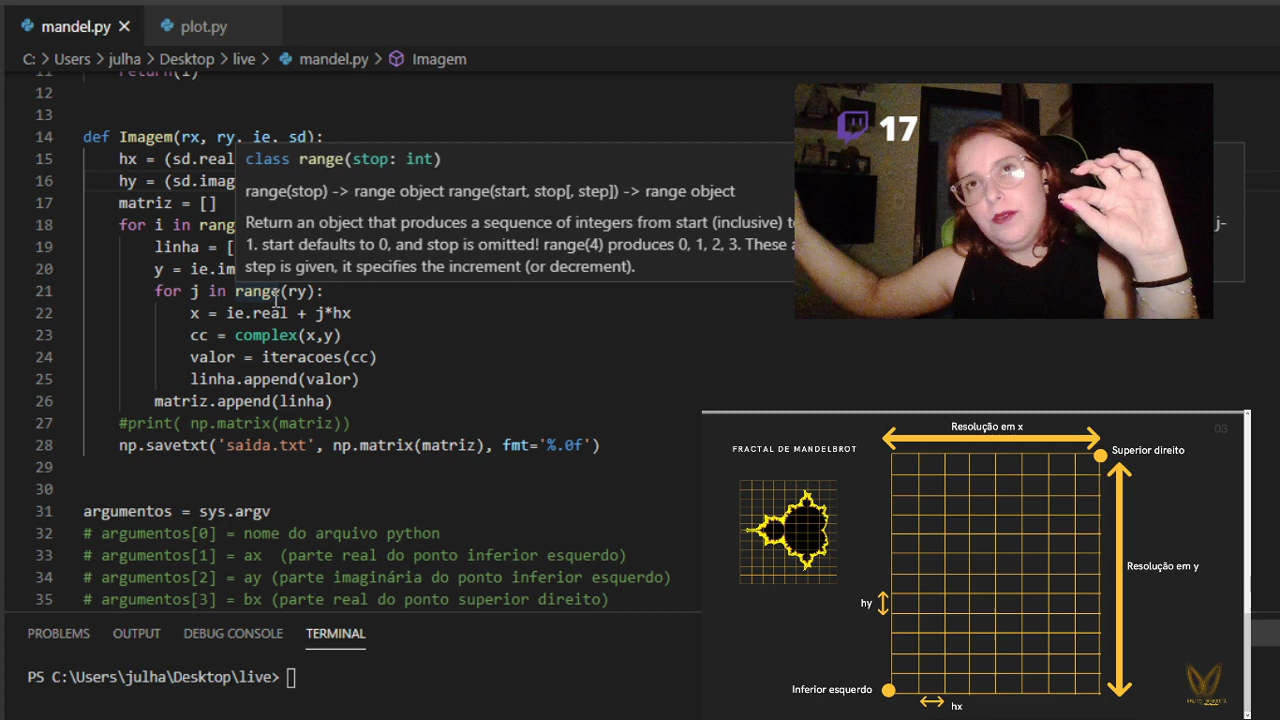 mandel.py
plot.py
C: > Users > julha > Desktop > live > mandel.py > Imagem
11 return(i)
12
13
14 def Imagem(rx, ry, ie, sd):
15 hx = (sd.real
16 hy = (sd.imag
17 matriz = []
18 for i in rang
19 linha = [
20 y = ie.im
21 for j in range(ry):
22 x = ie.real + j*hx
23 cc = complex(x,y)
24 valor = iteracoes(cc)
25 linha.append(valor)
26 matriz.append(linha)
27 #print( np.matrix(matriz))
28 np.savetxt('saida.txt', np.matrix(matriz), fmt='%.0f')
29
30
31 argumentos = sys.argv
32 # argumentos[0] = nome do arquivo python
33 # argumentos[1] = ax (parte real do ponto inferior esquerdo)
34 # argumentos[2] = ay (parte imaginária do ponto inferior esquerdo)
35 # argumentos[3] = bx (parte real do ponto superior direito)
class range(stop: int)
range(stop) -> range object range(start, stop[, step]) -> range object
Return an object that produces a sequence of integers from start (inclusive)
1. start defaults to 0, and stop is omitted! range(4) produces 0, 1, 2, 3. These
step is given, it specifies the increment (or decrement).
j-
17
PROBLEMS OUTPUT DEBUG CONSOLE TERMINAL
PS C:\Users\julha\Desktop\live>
03
FRACTAL DE MANDELBROT
Resolução em x
Superior direito
Resolução em y
hy
Inferior esquerdo
hx